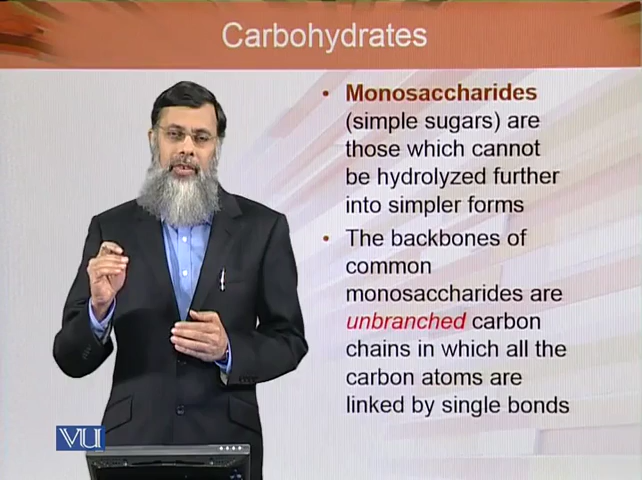 Carbohydrates
• Monosaccharides
(simple sugars) are
those which cannot
be hydrolyzed further
into simpler forms
• The backbones of
common
monosaccharides are
unbranched carbon
chains in which all the
carbon atoms are
linked by single bonds
VU